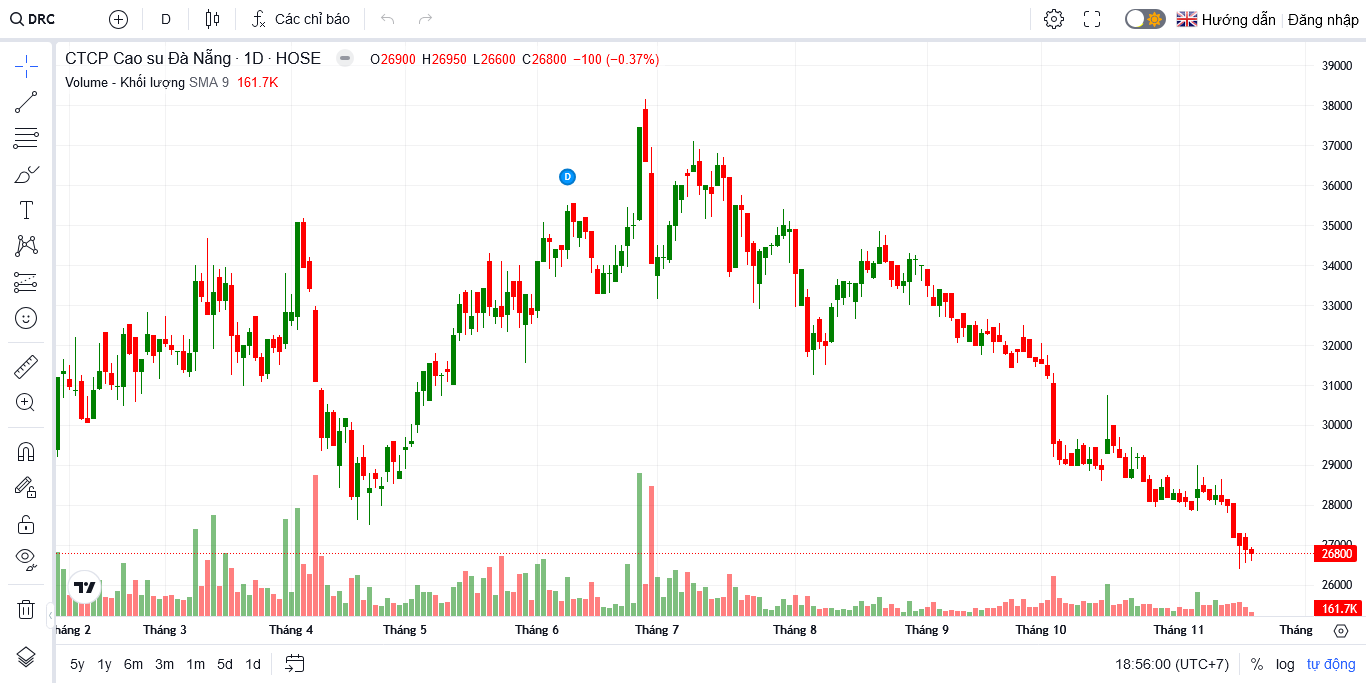 DRC D Các chỉ báo Hướng dẫn Đăng nhập
CTCP Cao su Đà Nẵng · 1D · HOSE O26900 H26950 L26600 C26800 −100 (−0.37%)
Volume - Khối lượng SMA 9 161.7K
39000
38000
37000
36000
D
35000
34000
33000
32000
31000
30000
29000
28000
27000
26800
26000
161.7K
háng 2 Tháng 3 Tháng 4 Tháng 5 Tháng 6 Tháng 7 Tháng 8 Tháng 9 Tháng 10 Tháng 11 Tháng
5y 1y 6m 3m 1m 5d 1d 18:56:00 (UTC+7) % log tự động